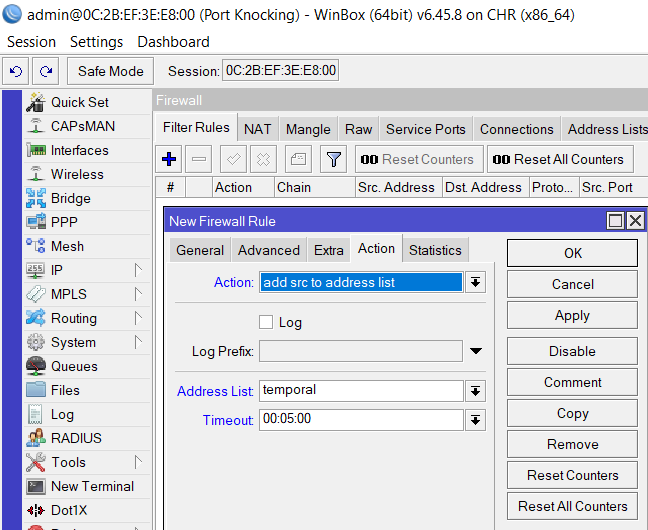 admin@0C:2B:EF:3E:E8:00 (Port Knocking) - WinBox (64bit) v6.45.8 on CHR (x86_64)
Session Settings Dashboard
Safe Mode Session: 0C:2B:EF:3E:E8:00
Quick Set
CAPsMAN
Interfaces
Wireless
Bridge
PPP
Mesh
IP
MPLS
Routing
System
Queues
Files
Log
RADIUS
Tools
New Terminal
Dot1X
Firewall
Filter Rules NAT Mangle Raw Service Ports Connections Address Lists
00 Reset Counters 00 Reset All Counters
# Action Chain Src. Address Dst. Address Proto... Src. Port
New Firewall Rule
General Advanced Extra Action Statistics
Action: add src to address list
Log
Log Prefix:
Address List: temporal
Timeout: 00:05:00
OK
Cancel
Apply
Disable
Comment
Copy
Remove
Reset Counters
Reset All Counters